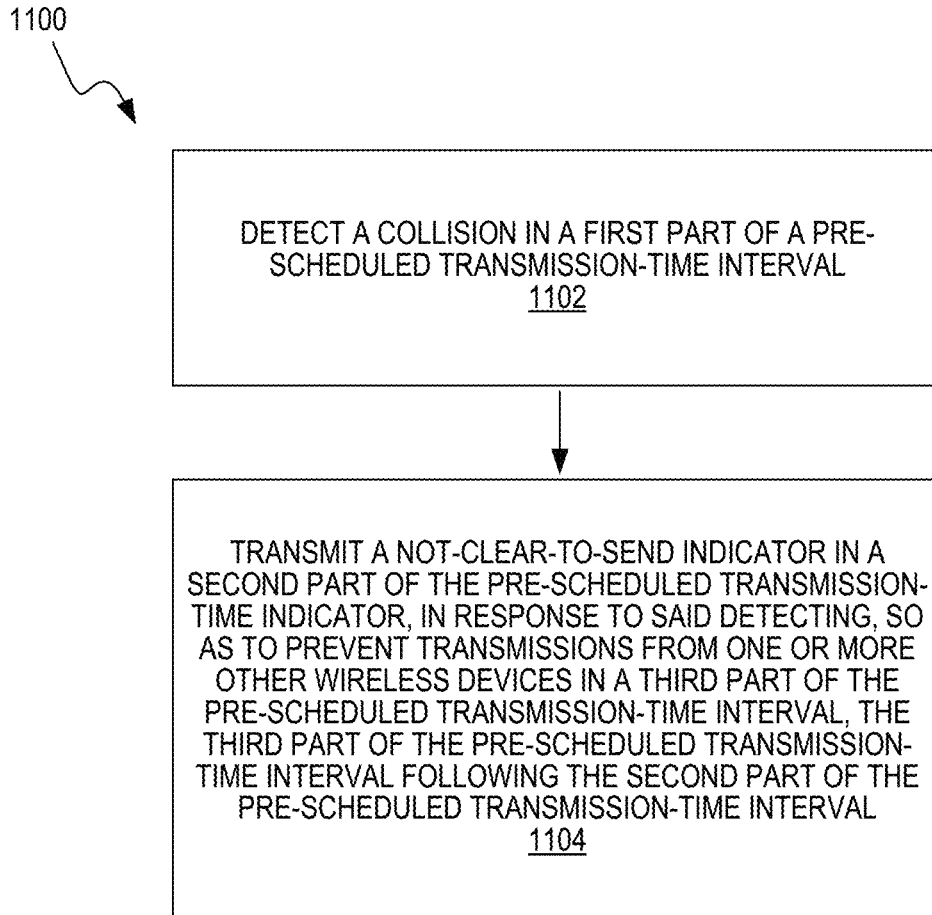 1100
DETECT A COLLISION IN A FIRST PART OF A PRE-
SCHEDULED TRANSMISSION-TIME INTERVAL
1102
TRANSMIT A NOT-CLEAR-TO-SEND INDICATOR IN A
SECOND PART OF THE PRE-SCHEDULED TRANSMISSION-
TIME INDICATOR, IN RESPONSE TO SAID DETECTING, SO
AS TO PREVENT TRANSMISSIONS FROM ONE OR MORE
OTHER WIRELESS DEVICES IN A THIRD PART OF THE
PRE-SCHEDULED TRANSMISSION-TIME INTERVAL, THE
THIRD PART OF THE PRE-SCHEDULED TRANSMISSION-
TIME INTERVAL FOLLOWING THE SECOND PART OF THE
PRE-SCHEDULED TRANSMISSION-TIME INTERVAL
1104